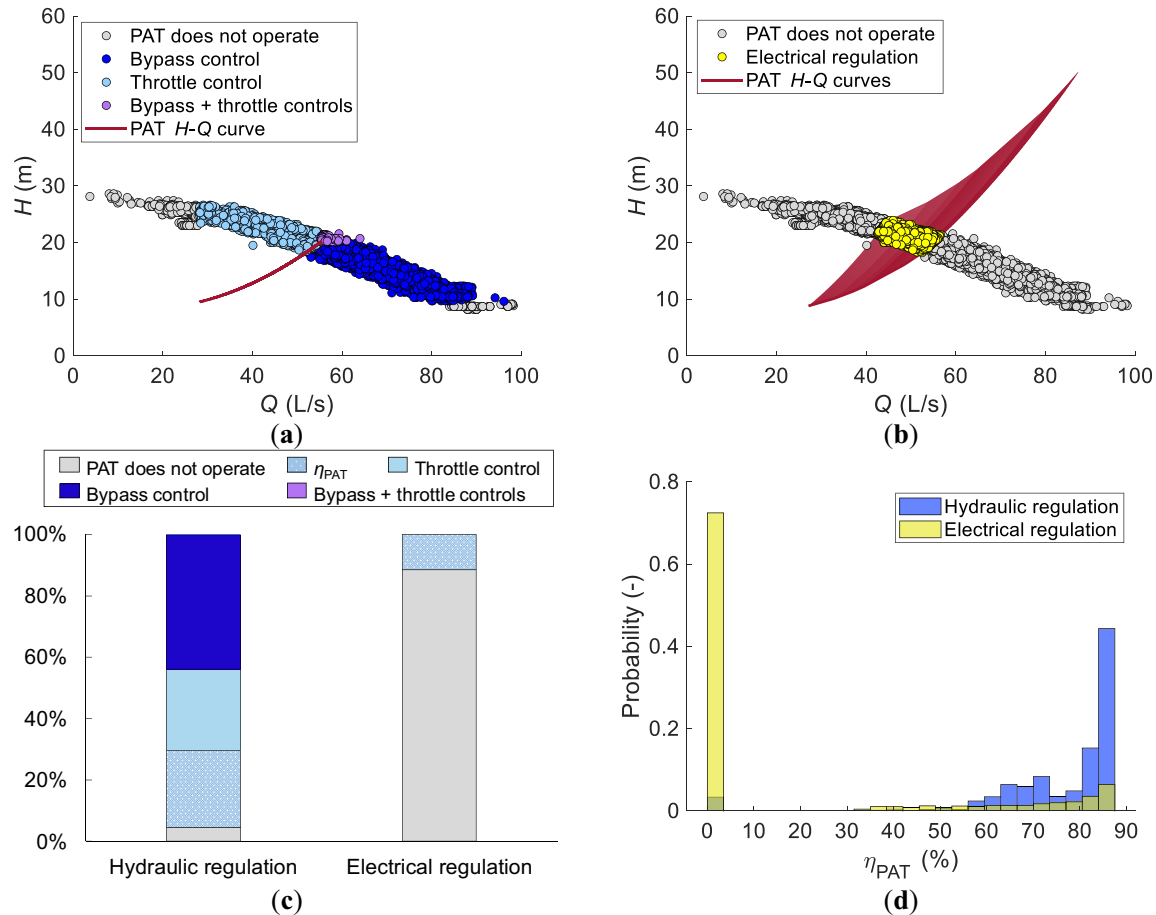 60
50
40
30
20
10
0
H (m)
PAT does not operate
Bypass control
Throttle control
Bypass + throttle controls
PAT H-Q curve
0 20 40 60 80 100
Q (L/s)
(a)
60
50
40
30
20
10
0
H (m)
PAT does not operate
Electrical regulation
PAT H-Q curves
0 20 40 60 80 100
Q (L/s)
(b)
PAT does not operate ηPAT Throttle control
Bypass control Bypass + throttle controls
100%
80%
60%
40%
20%
0%
Hydraulic regulation Electrical regulation
(c)
0.8
0.6
0.4
0.2
0
Probability (-)
Hydraulic regulation
Electrical regulation
0 10 20 30 40 50 60 70 80 90
ηPAT (%)
(d)